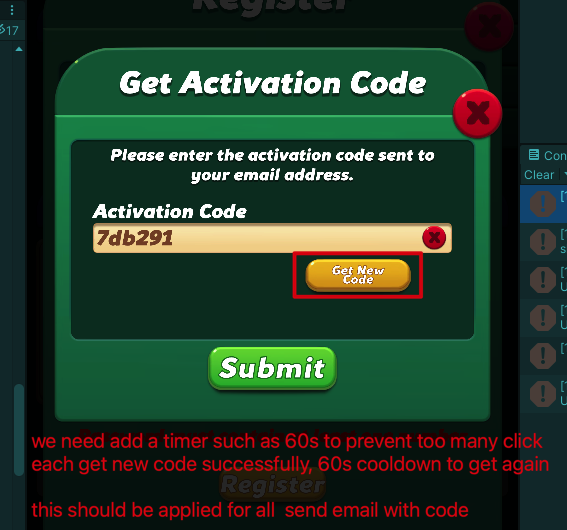 Register
17
Get Activation Code
Please enter the activation code sent to
your email address.
Activation Code
7db291
Get New
Code
Submit
Con
Clear
we need add a timer such as 60s to prevent too many click
each get new code successfully, 60s cooldown to get again
Register
this should be applied for all send email with code